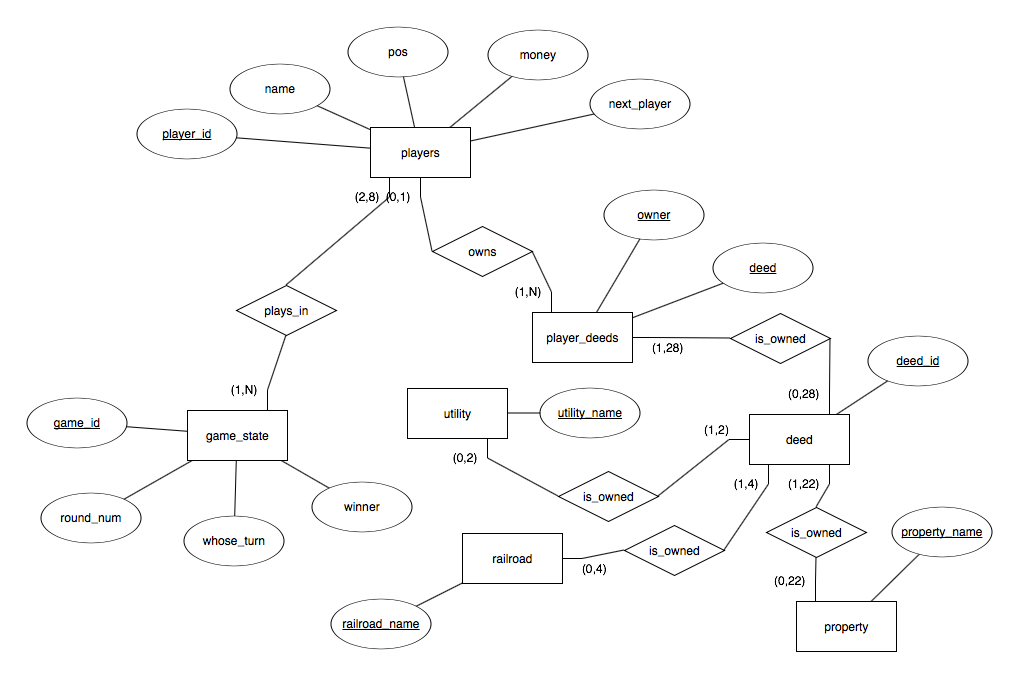 pos
money
name
next_player
player_id
players
(2,8)
(0,1)
owner
owns
deed
(1,N)
plays_in
player_deeds
is_owned
(1,28)
deed_id
(1,N)
(0,28)
utility
utility_name
game_id
game_state
(1,2)
deed
(0,2)
(1,4)
(1,22)
is_owned
winner
round_num
whose_turn
is_owned
is_owned
property_name
railroad
(0,4)
(0,22)
railroad_name
property